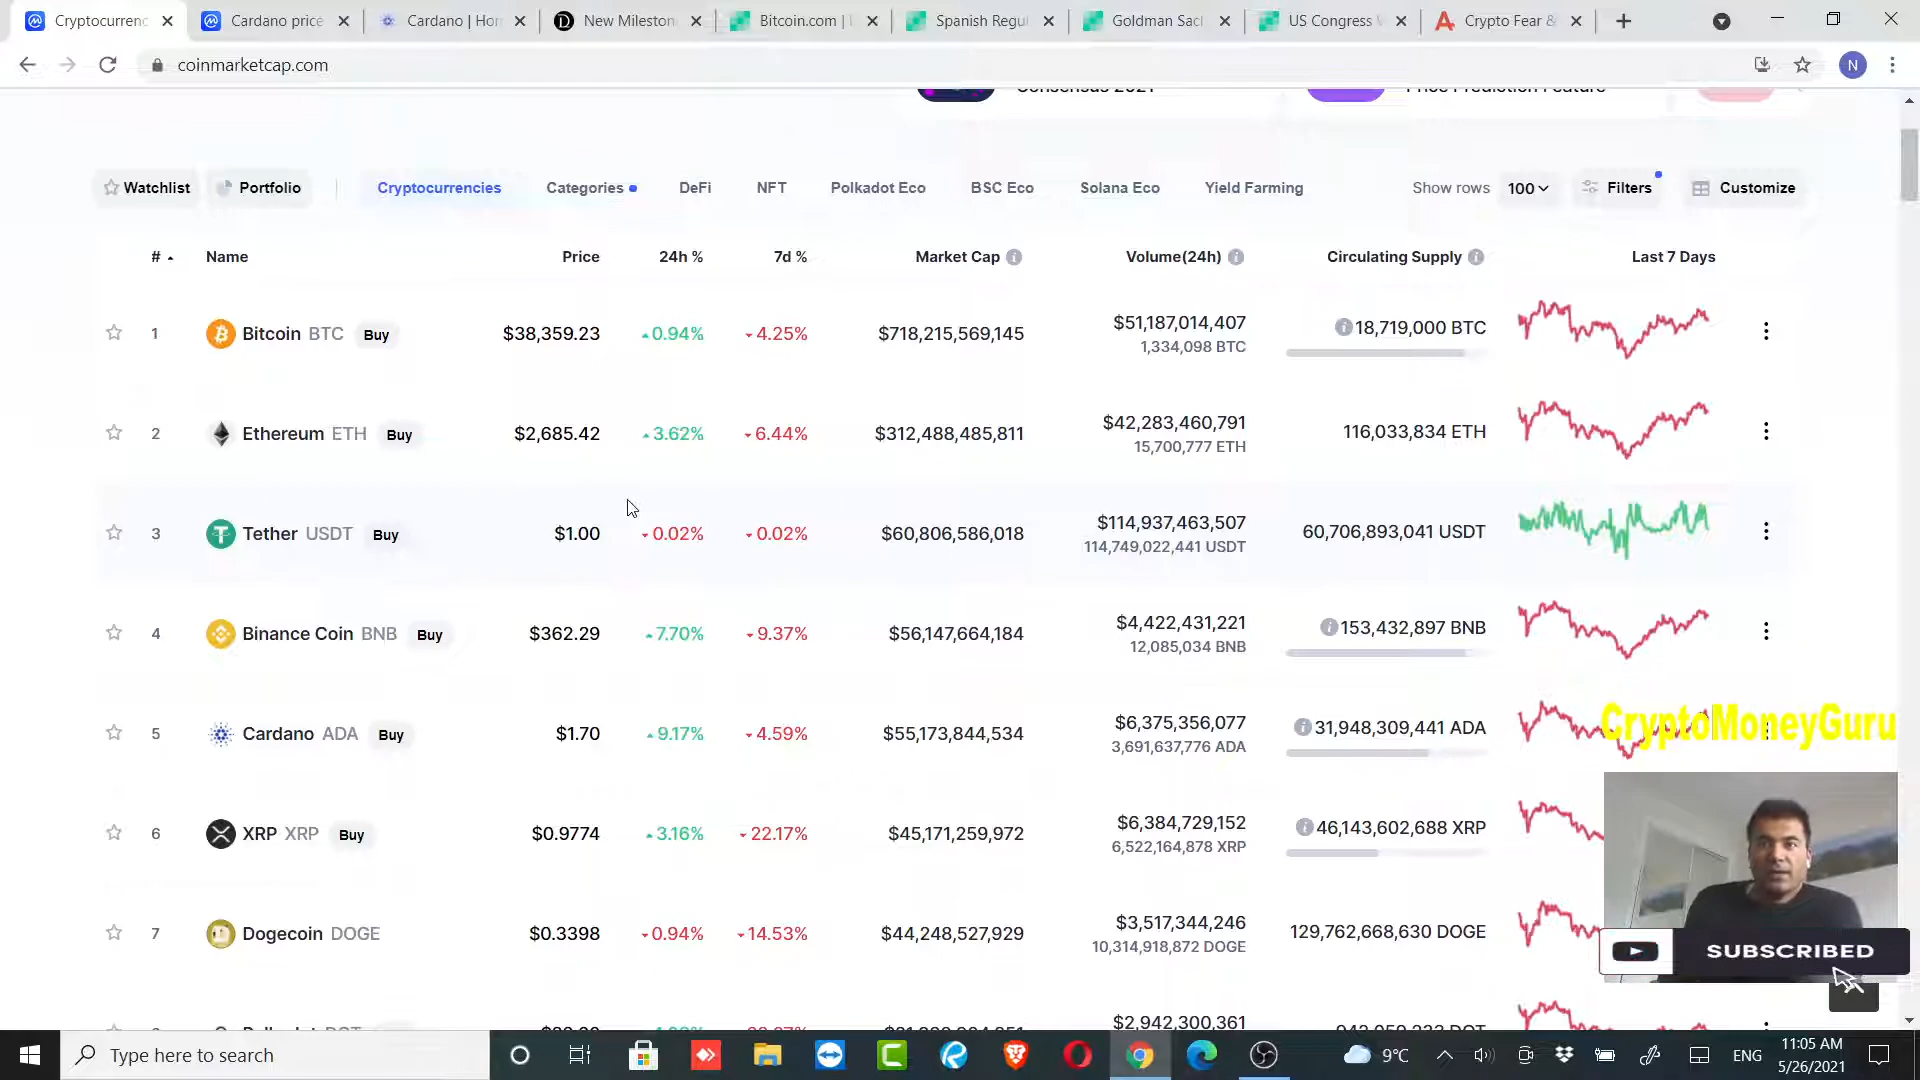 Cryptocurrenc
Cardano price
Cardano | Hon
New Mileston
Bitcoin.com |
Spanish Regul
Goldman Sacl
US Congress
Crypto Fear &
coinmarketcap.com
Consensus 2021
Price Prediction Feature
Watchlist
Portfolio
Cryptocurrencies
Categories
DeFi
NFT
Polkadot Eco
BSC Eco
Solana Eco
Yield Farming
Show rows
100
Filters
Customize
# Name Price 24h % 7d % Market Cap Volume(24h) Circulating Supply Last 7 Days
1 Bitcoin BTC Buy $38,359.23 0.94% 4.25% $718,215,569,145 $51,187,014,407 18,719,000 BTC
1,334,098 BTC
2 Ethereum ETH Buy $2,685.42 3.62% 6.44% $312,488,485,811 $42,283,460,791 116,033,834 ETH
15,700,777 ETH
3 Tether USDT Buy $1.00 0.02% 0.02% $60,806,586,018 $114,937,463,507 60,706,893,041 USDT
114,749,022,441 USDT
4 Binance Coin BNB Buy $362.29 7.70% 9.37% $56,147,664,184 $4,422,431,221 153,432,897 BNB
12,085,034 BNB
5 Cardano ADA Buy $1.70 9.17% 4.59% $55,173,844,534 $6,375,356,077 31,948,309,441 ADA
3,691,637,776 ADA
CryptoMoneyGuru
6 XRP XRP Buy $0.9774 3.16% 22.17% $45,171,259,972 $6,384,729,152 46,143,602,688 XRP
6,522,164,878 XRP
7 Dogecoin DOGE $0.3398 0.94% 14.53% $44,248,527,929 $3,517,344,246 129,762,668,630 DOGE
10,314,918,872 DOGE
SUBSCRIBED
$2,942,300,361
Type here to search
9°C
ENG
11:05 AM
5/26/2021
N